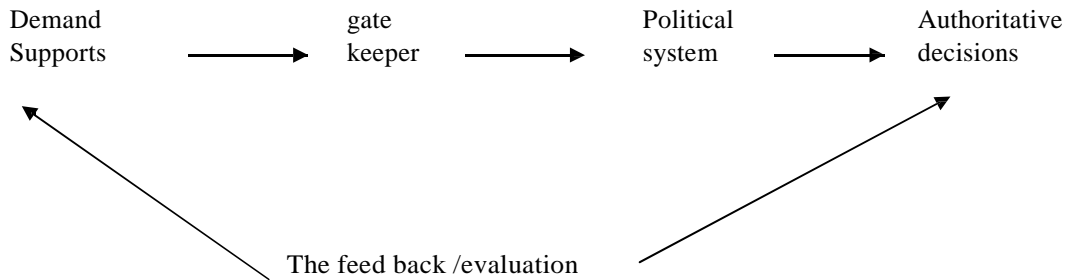 Demand
Supports
gate
keeper
Political
system
Authoritative
decisions
The feed back /evaluation